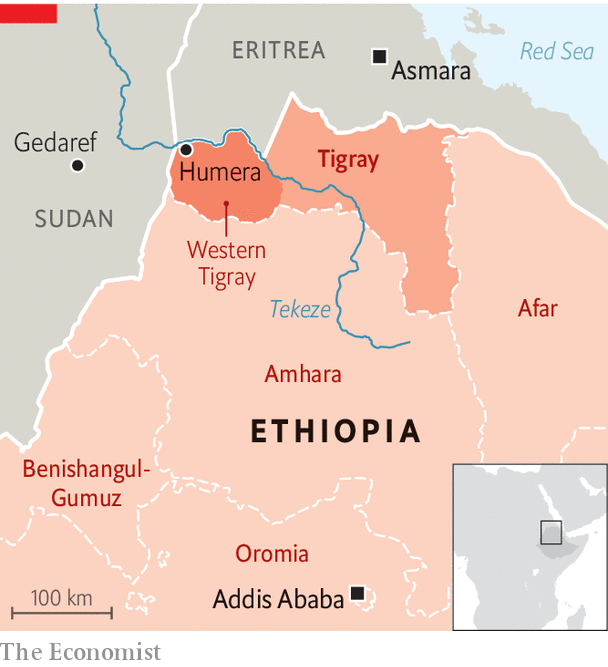 ERITREA
Red Sea
Asmara
Gedaref
Humera
Tigray
SUDAN
Western
Tigray
Tekeze
Afar
Amhara
ETHIOPIA
Benishangul-
Gumuz
Oromia
Addis Ababa
100 km
The Economist